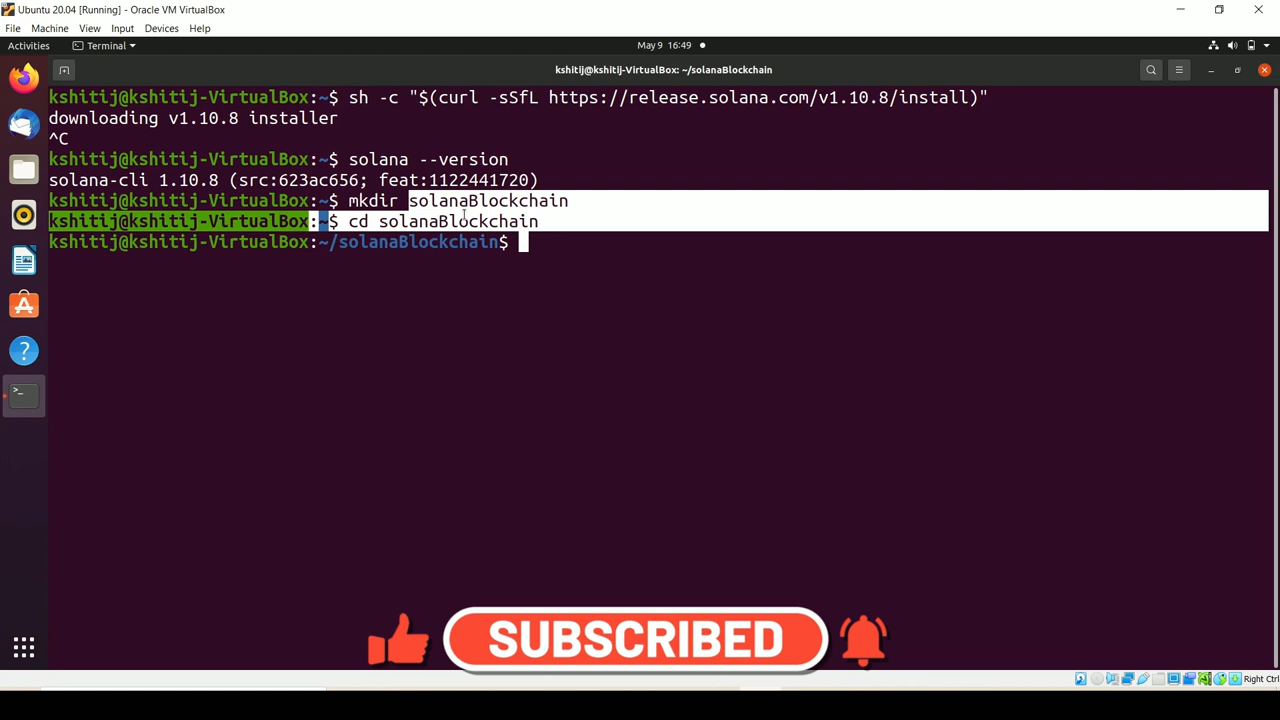 Ubuntu 20.04 [Running] - Oracle VM VirtualBox
File Machine View Input Devices Help
Activities Terminal May 9 16:49
kshitij@kshitij-VirtualBox: ~/solanaBlockchain
kshitij@kshitij-VirtualBox:~$ sh -c "$(curl -sSfL https://release.solana.com/v1.10.8/install)"
downloading v1.10.8 installer
^C
kshitij@kshitij-VirtualBox:~$ solana --version
solana-cli 1.10.8 (src:623ac656; feat:1122441720)
kshitij@kshitij-VirtualBox:~$ mkdir solanaBlockchain
kshitij@kshitij-VirtualBox:~$ cd solanaBlockchain
kshitij@kshitij-VirtualBox:~/solanaBlockchain$
SUBSCRIBED
Right Ctrl